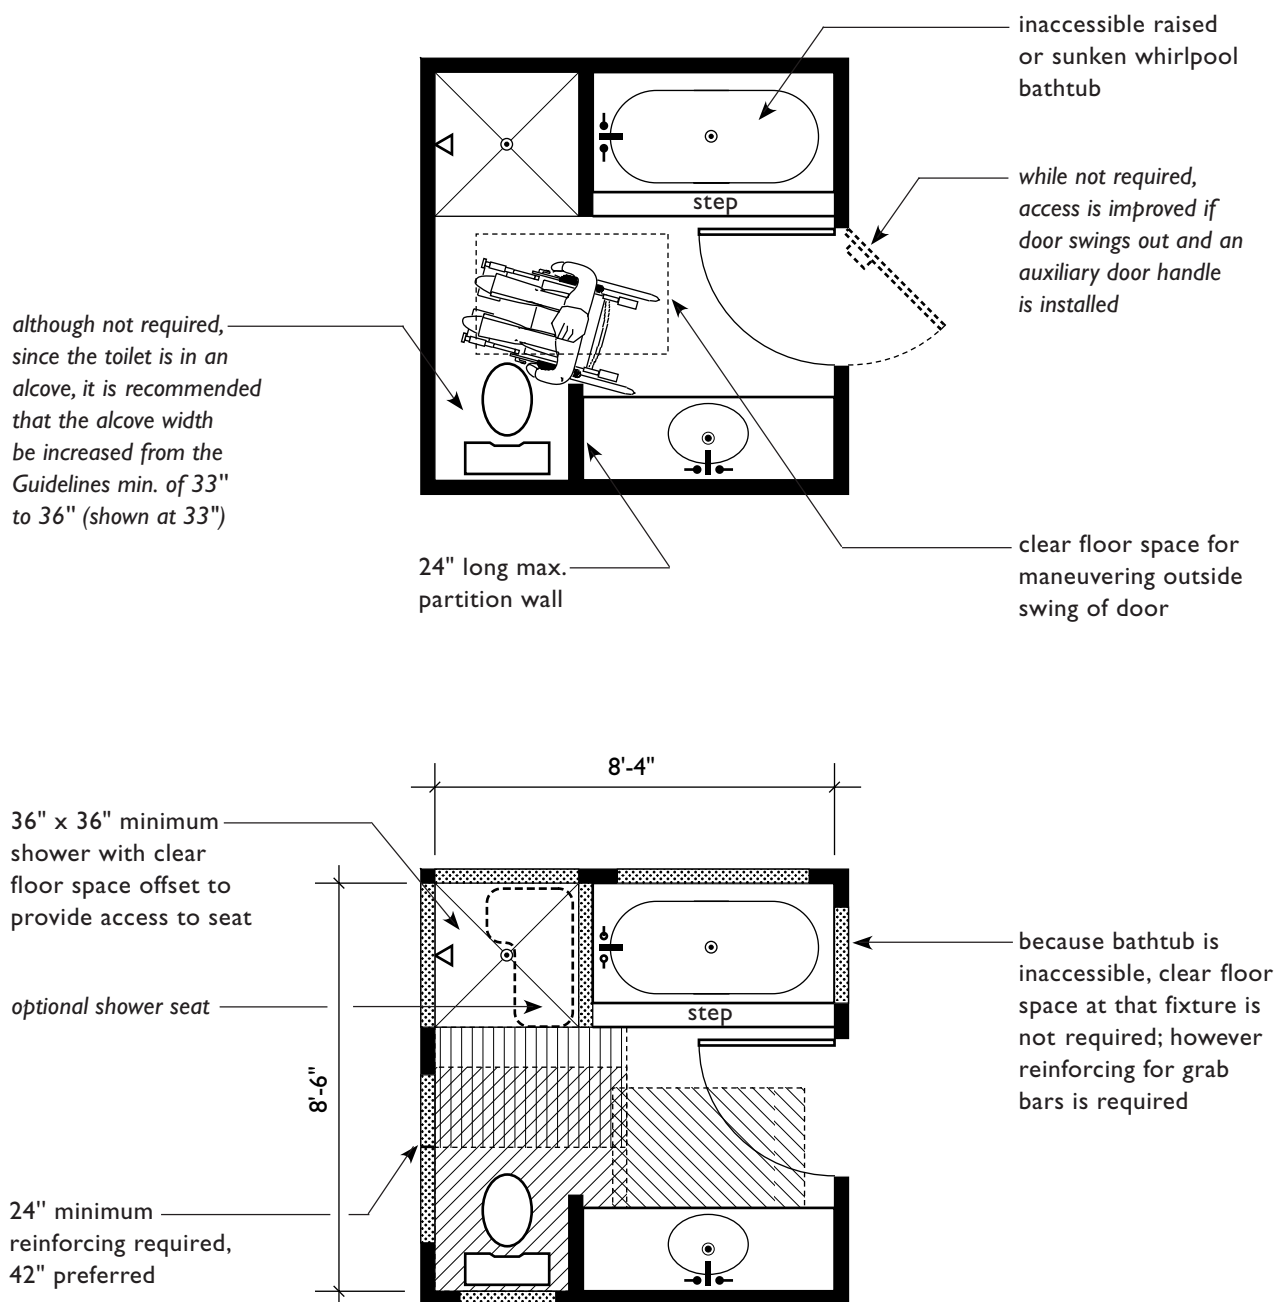 inaccessible raised
or sunken whirlpool
bathtub
step
while not required,
access is improved if
door swings out and an
auxiliary door handle
is installed
although not required,
since the toilet is in an
alcove, it is recommended
that the alcove width
be increased from the
Guidelines min. of 33"
to 36" (shown at 33")
24" long max.
partition wall
clear floor space for
maneuvering outside
swing of door
8'-4"
36" x 36" minimum
shower with clear
floor space offset to
provide access to seat
optional shower seat
step
because bathtub is
inaccessible, clear floor
space at that fixture is
not required; however
reinforcing for grab
bars is required
8'-6"
24" minimum
reinforcing required,
42" preferred